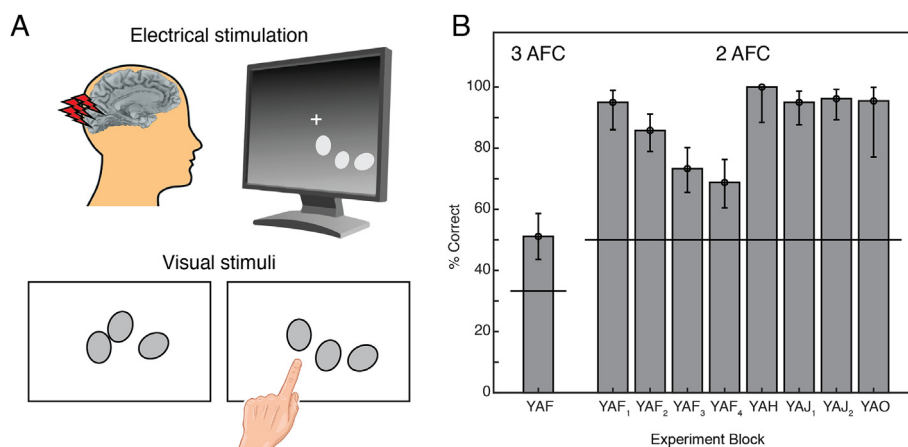 A
Electrical stimulation
Visual stimuli
B
3 AFC 2 AFC
100
80
60
40
20
0
% Correct
YAF YAF₁ YAF₂ YAF₃ YAF₄ YAH YAJ₁ YAJ₂ YAO
Experiment Block